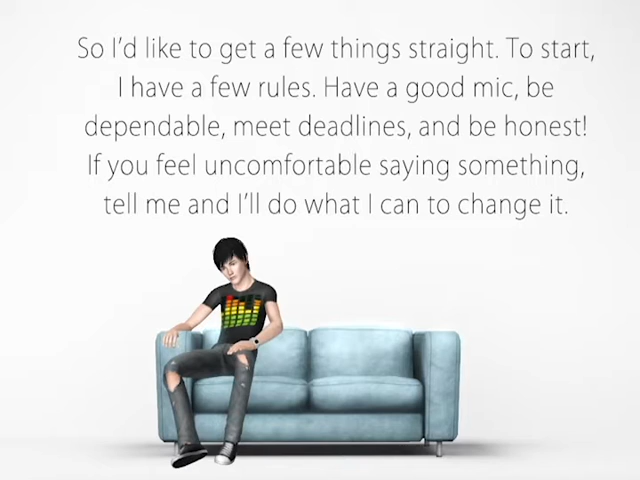 So I'd like to get a few things straight. To start,
I have a few rules. Have a good mic, be
dependable, meet deadlines, and be honest!
If you feel uncomfortable saying something,
tell me and I'll do what I can to change it.